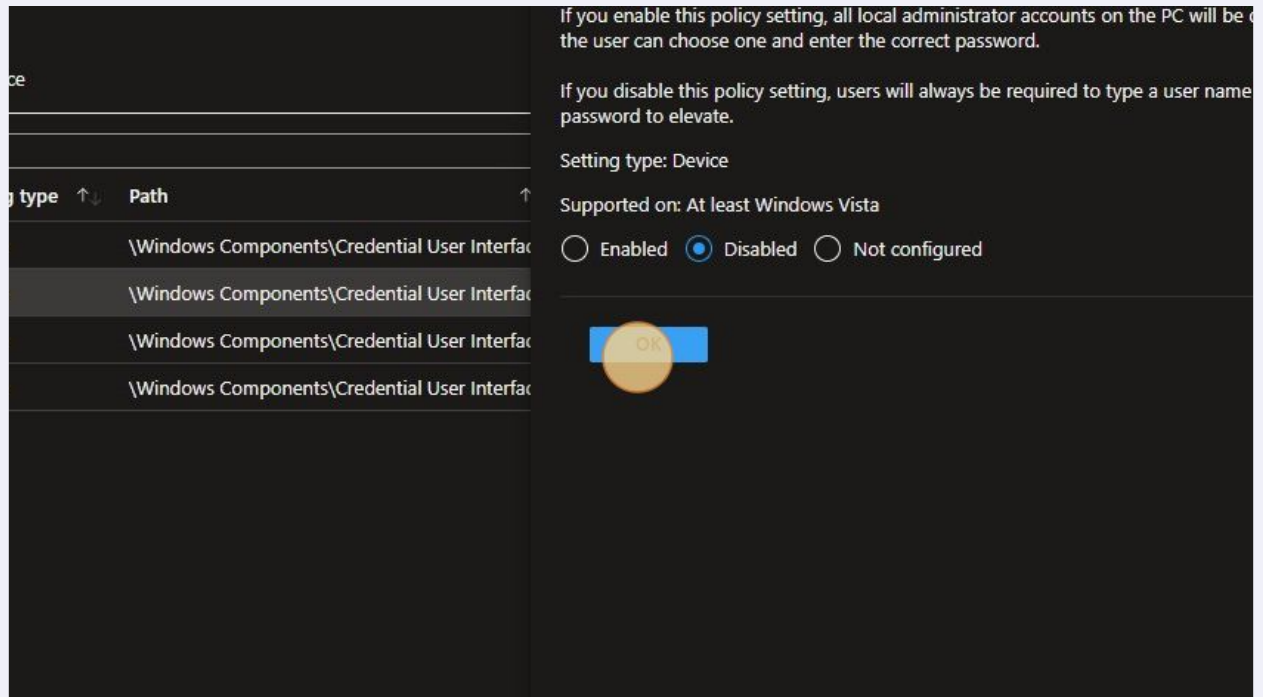 If you enable this policy setting, all local administrator accounts on the PC will be
the user can choose one and enter the correct password.
ce
If you disable this policy setting, users will always be required to type a user name
password to elevate.
Setting type: Device
g type Path
Supported on: At least Windows Vista
\Windows Components\Credential User Interfac
Enabled Disabled Not configured
\Windows Components\Credential User Interfac
\Windows Components\Credential User Interfac
OK
\Windows Components\Credential User Interfac